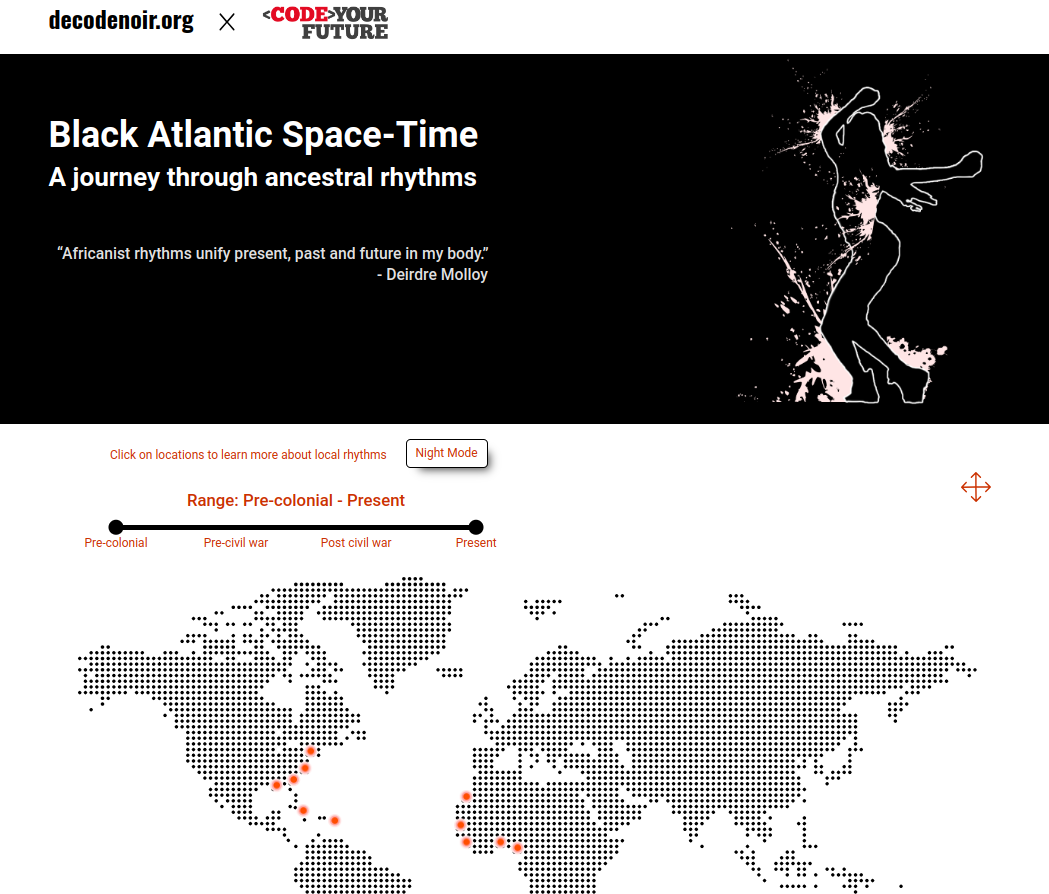 decodenoir.org
<CODE>YOUR
FUTURE
Black Atlantic Space-Time
A journey through ancestral rhythms
“Africanist rhythms unify present, past and future in my body.”
- Deirdre Molloy
Click on locations to learn more about local rhythms
Night Mode
Range: Pre-colonial - Present
Pre-colonial
Pre-civil war
Post civil war
Present